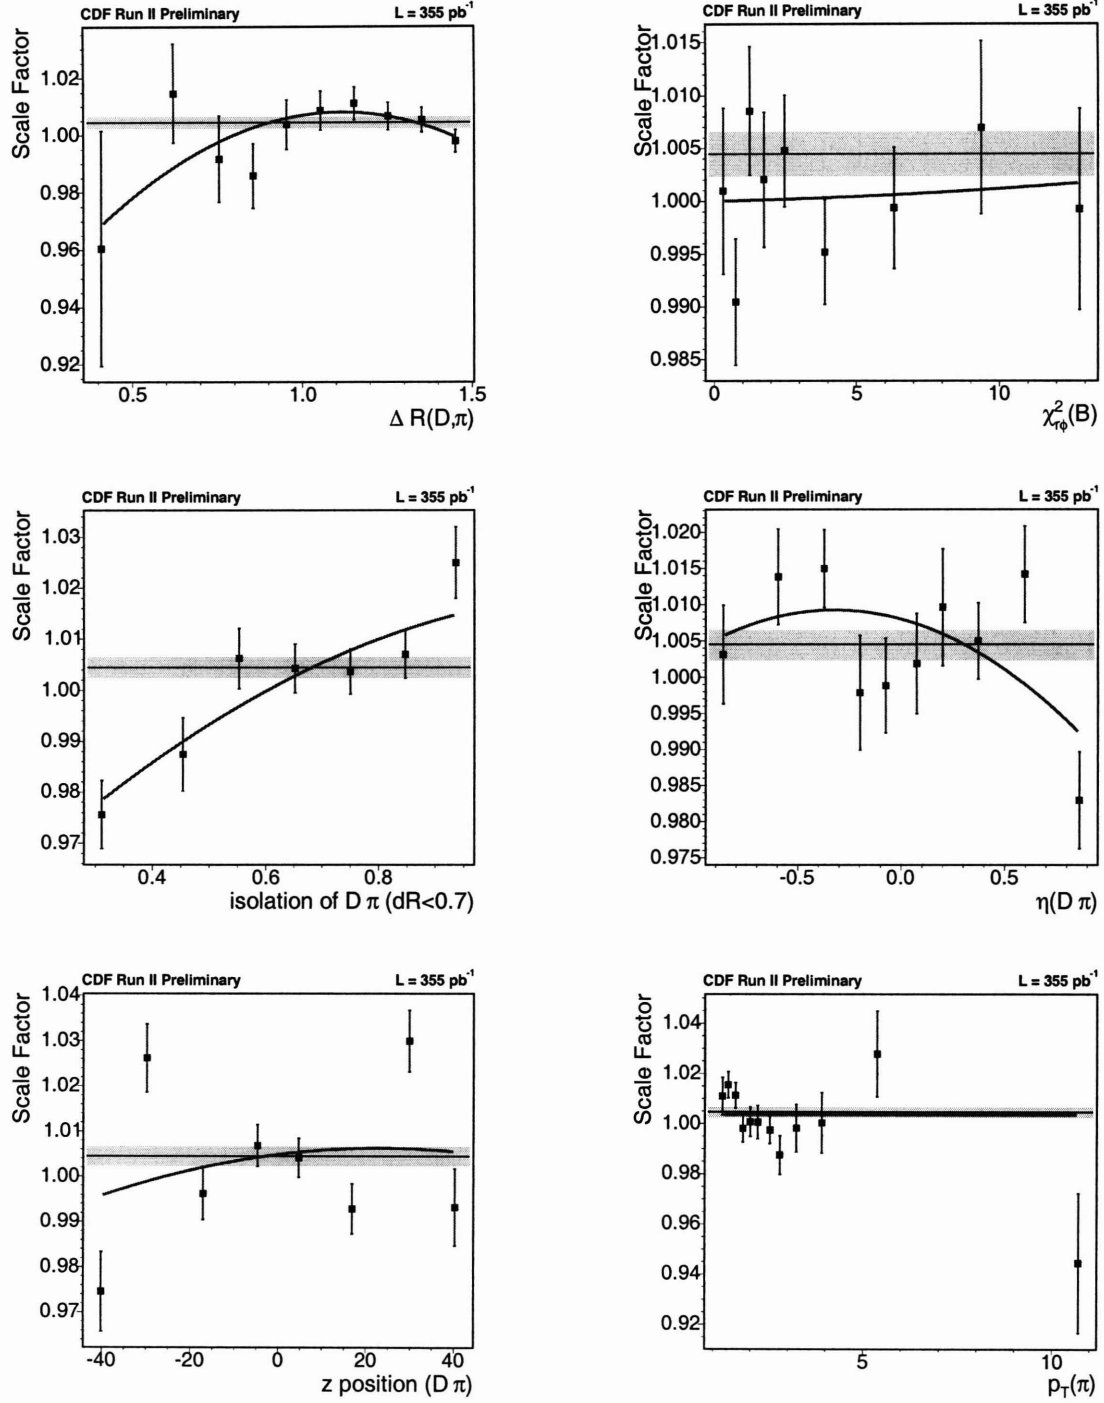 CDF Run II Preliminary L = 355 pb-1
Scale Factor
1.02
1.00
0.98
0.96
0.94
0.92
0.5 1.0 1.5
Δ R(D,π)
CDF Run II Preliminary L = 355 pb-1
Scale Factor
1.015
1.010
1.005
1.000
0.995
0.990
0.985
0 5 10
χ²rφ(B)
CDF Run II Preliminary L = 355 pb-1
Scale Factor
1.03
1.02
1.01
1.00
0.99
0.98
0.97
0.4 0.6 0.8
isolation of D π (dR<0.7)
CDF Run II Preliminary L = 355 pb-1
Scale Factor
1.020
1.015
1.010
1.005
1.000
0.995
0.990
0.985
0.980
0.975
-0.5 0.0 0.5
η(D π)
CDF Run II Preliminary L = 355 pb-1
Scale Factor
1.04
1.03
1.02
1.01
1.00
0.99
0.98
0.97
-40 -20 0 20 40
z position (D π)
CDF Run II Preliminary L = 355 pb-1
Scale Factor
1.04
1.02
1.00
0.98
0.96
0.94
0.92
5 10
pT(π)